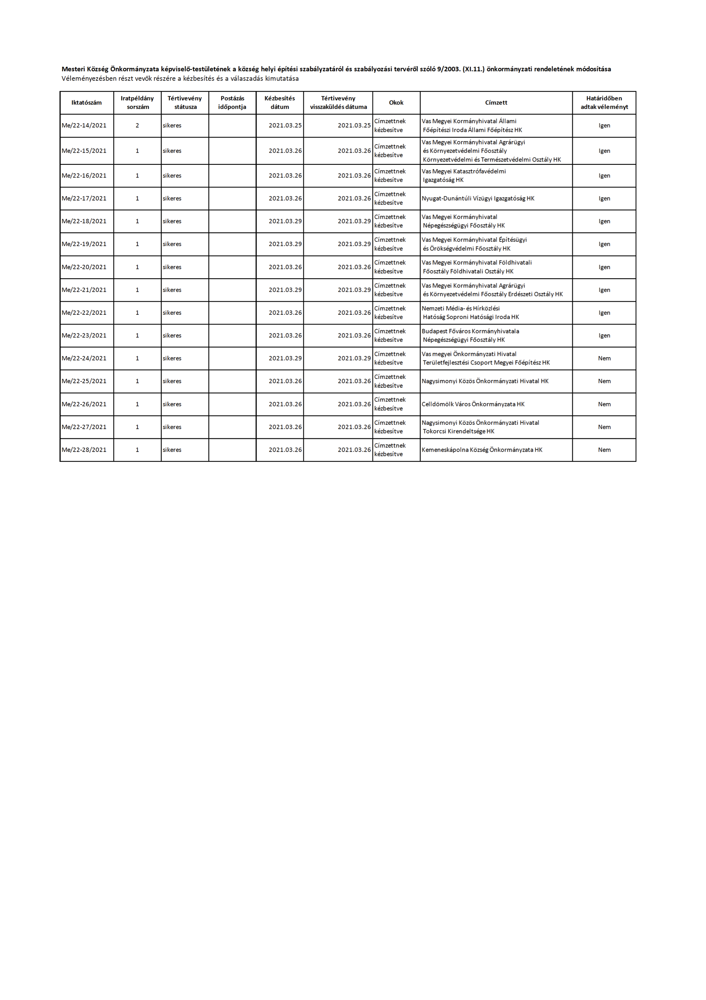 Mesteri Község Önkormányzata képviselő-testületének a község helyi építési szabályzatáról és szabályozási tervéről szóló 9/2003. (XI.11.) önkormányzati rendeletének módosítása
Véleményezésben részt vevők részére a kézbesítés és a válaszadás kimutatása
Iktatószám Iratpéldány sorszám Tértivevény státusza Postázás időpontja Kézbesítés dátum Tértivevény visszaküldés dátuma Okok Címzett Határidőben adtak véleményt
Me/22-14/2021 2 sikeres 2021.03.25 2021.03.25 Címzettnek kézbesítve Vas Megyei Kormányhivatal Állami Főépítészi Iroda Állami Főépítész HK Igen
Me/22-15/2021 1 sikeres 2021.03.26 2021.03.26 Címzettnek kézbesítve Vas Megyei Kormányhivatal Agrárügyi és Környezetvédelmi Főosztály Környezetvédelmi és Természetvédelmi Osztály HK Igen
Me/22-16/2021 1 sikeres 2021.03.26 2021.03.26 Címzettnek kézbesítve Vas Megyei Katasztrófavédelmi Igazgatóság HK Igen
Me/22-17/2021 1 sikeres 2021.03.26 2021.03.26 Címzettnek kézbesítve Nyugat-Dunántúli Vízügyi Igazgatóság HK Igen
Me/22-18/2021 1 sikeres 2021.03.29 2021.03.29 Címzettnek kézbesítve Vas Megyei Kormányhivatal Népegészségügyi Főosztály HK Igen
Me/22-19/2021 1 sikeres 2021.03.29 2021.03.29 Címzettnek kézbesítve Vas Megyei Kormányhivatal Építésügyi és Örökségvédelmi Főosztály HK Igen
Me/22-20/2021 1 sikeres 2021.03.26 2021.03.26 Címzettnek kézbesítve Vas Megyei Kormányhivatal Földhivatali Főosztály Földhivatali Osztály HK Igen
Me/22-21/2021 1 sikeres 2021.03.29 2021.03.29 Címzettnek kézbesítve Vas Megyei Kormányhivatal Agrárügyi és Környezetvédelmi Főosztály Erdészeti Osztály HK Igen
Me/22-22/2021 1 sikeres 2021.03.26 2021.03.26 Címzettnek kézbesítve Nemzeti Média- és Hírközlési Hatóság Soproni Hatósági Iroda HK Igen
Me/22-23/2021 1 sikeres 2021.03.26 2021.03.26 Címzettnek kézbesítve Budapest Főváros Kormányhivatala Népegészségügyi Főosztály HK Igen
Me/22-24/2021 1 sikeres 2021.03.29 2021.03.29 Címzettnek kézbesítve Vas megyei Önkormányzati Hivatal Területfejlesztési Csoport Megyei Főépítész HK Nem
Me/22-25/2021 1 sikeres 2021.03.26 2021.03.26 Címzettnek kézbesítve Nagysimonyi Közös Önkormányzati Hivatal HK Nem
Me/22-26/2021 1 sikeres 2021.03.26 2021.03.26 Címzettnek kézbesítve Celldömölk Város Önkormányzata HK Nem
Me/22-27/2021 1 sikeres 2021.03.26 2021.03.26 Címzettnek kézbesítve Nagysimonyi Közös Önkormányzati Hivatal Tokorcsi Kirendeltsége HK Nem
Me/22-28/2021 1 sikeres 2021.03.26 2021.03.26 Címzettnek kézbesítve Kemeneskápolna Község Önkormányzata HK Nem